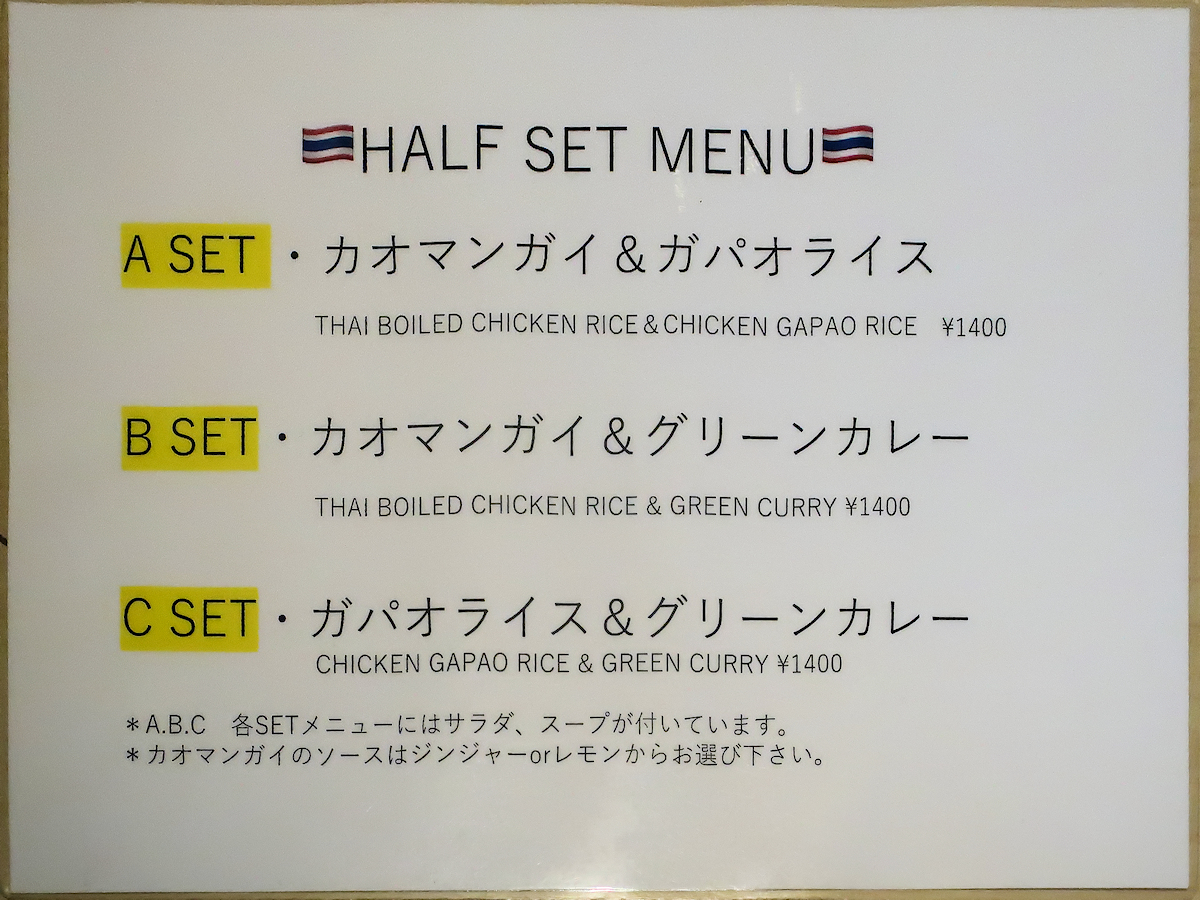 🇹🇭HALF SET MENU🇹🇭
A SET ・カオマンガイ＆ガパオライス
THAI BOILED CHICKEN RICE＆CHICKEN GAPAO RICE　¥1400
B SET・カオマンガイ＆グリーンカレー
THAI BOILED CHICKEN RICE & GREEN CURRY ¥1400
C SET・ガパオライス＆グリーンカレー
CHICKEN GAPAO RICE & GREEN CURRY ¥1400
＊A.B.C　各SETメニューにはサラダ、スープが付いています。
＊カオマンガイのソースはジンジャーorレモンからお選び下さい。